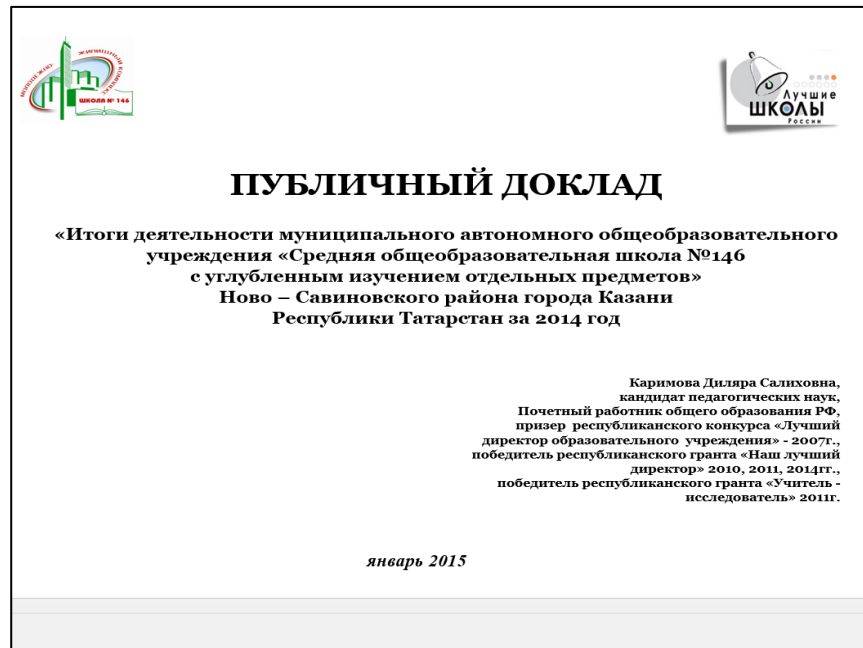 МОЛОДЕЖНО-
ЖИЛИЩНЫЙ КОМПЛЕКС
ШКОЛА № 146
Лучшие
ШКОЛЫ
России
ПУБЛИЧНЫЙ ДОКЛАД
«Итоги деятельности муниципального автономного общеобразовательного
учреждения «Средняя общеобразовательная школа №146
с углубленным изучением отдельных предметов»
Ново – Савиновского района города Казани
Республики Татарстан за 2014 год
Каримова Диляра Салиховна,
кандидат педагогических наук,
Почетный работник общего образования РФ,
призер республиканского конкурса «Лучший
директор образовательного учреждения» - 2007г.,
победитель республиканского гранта «Наш лучший
директор» 2010, 2011, 2014гг.,
победитель республиканского гранта «Учитель -
исследователь» 2011г.
январь 2015